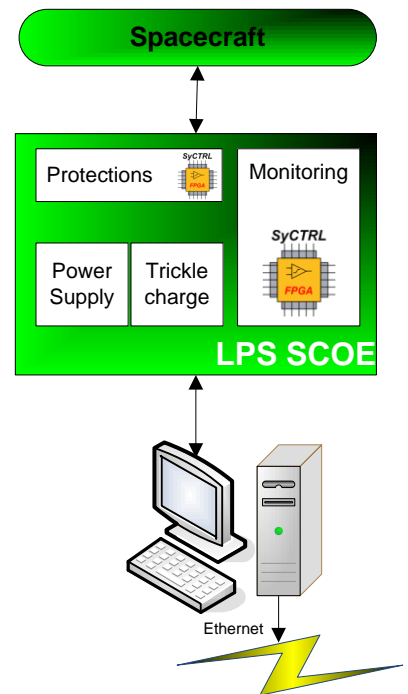 Spacecraft
Protections
SyCTRL
FPGA
Monitoring
SyCTRL
FPGA
Power
Supply
Trickle
charge
LPS SCOE
Ethernet